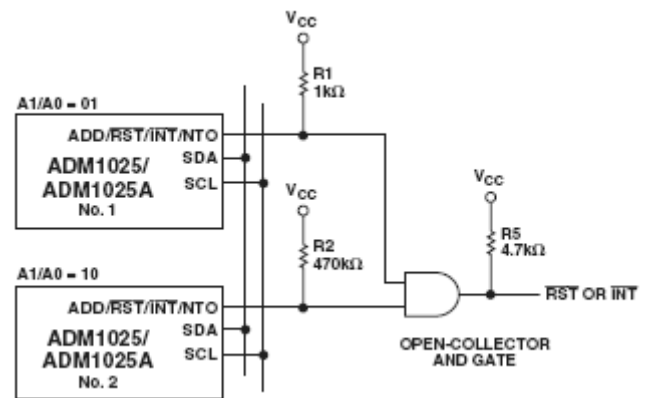 VCC
R1
1kΩ
A1/A0 = 01
ADD/RST/INT/NTO
SDA
SCL
ADM1025/
ADM1025A
No. 1
VCC
R2
470kΩ
VCC
R5
4.7kΩ
A1/A0 = 10
ADD/RST/INT/NTO
SDA
SCL
ADM1025/
ADM1025A
No. 2
RST OR INT
OPEN-COLLECTOR
AND GATE